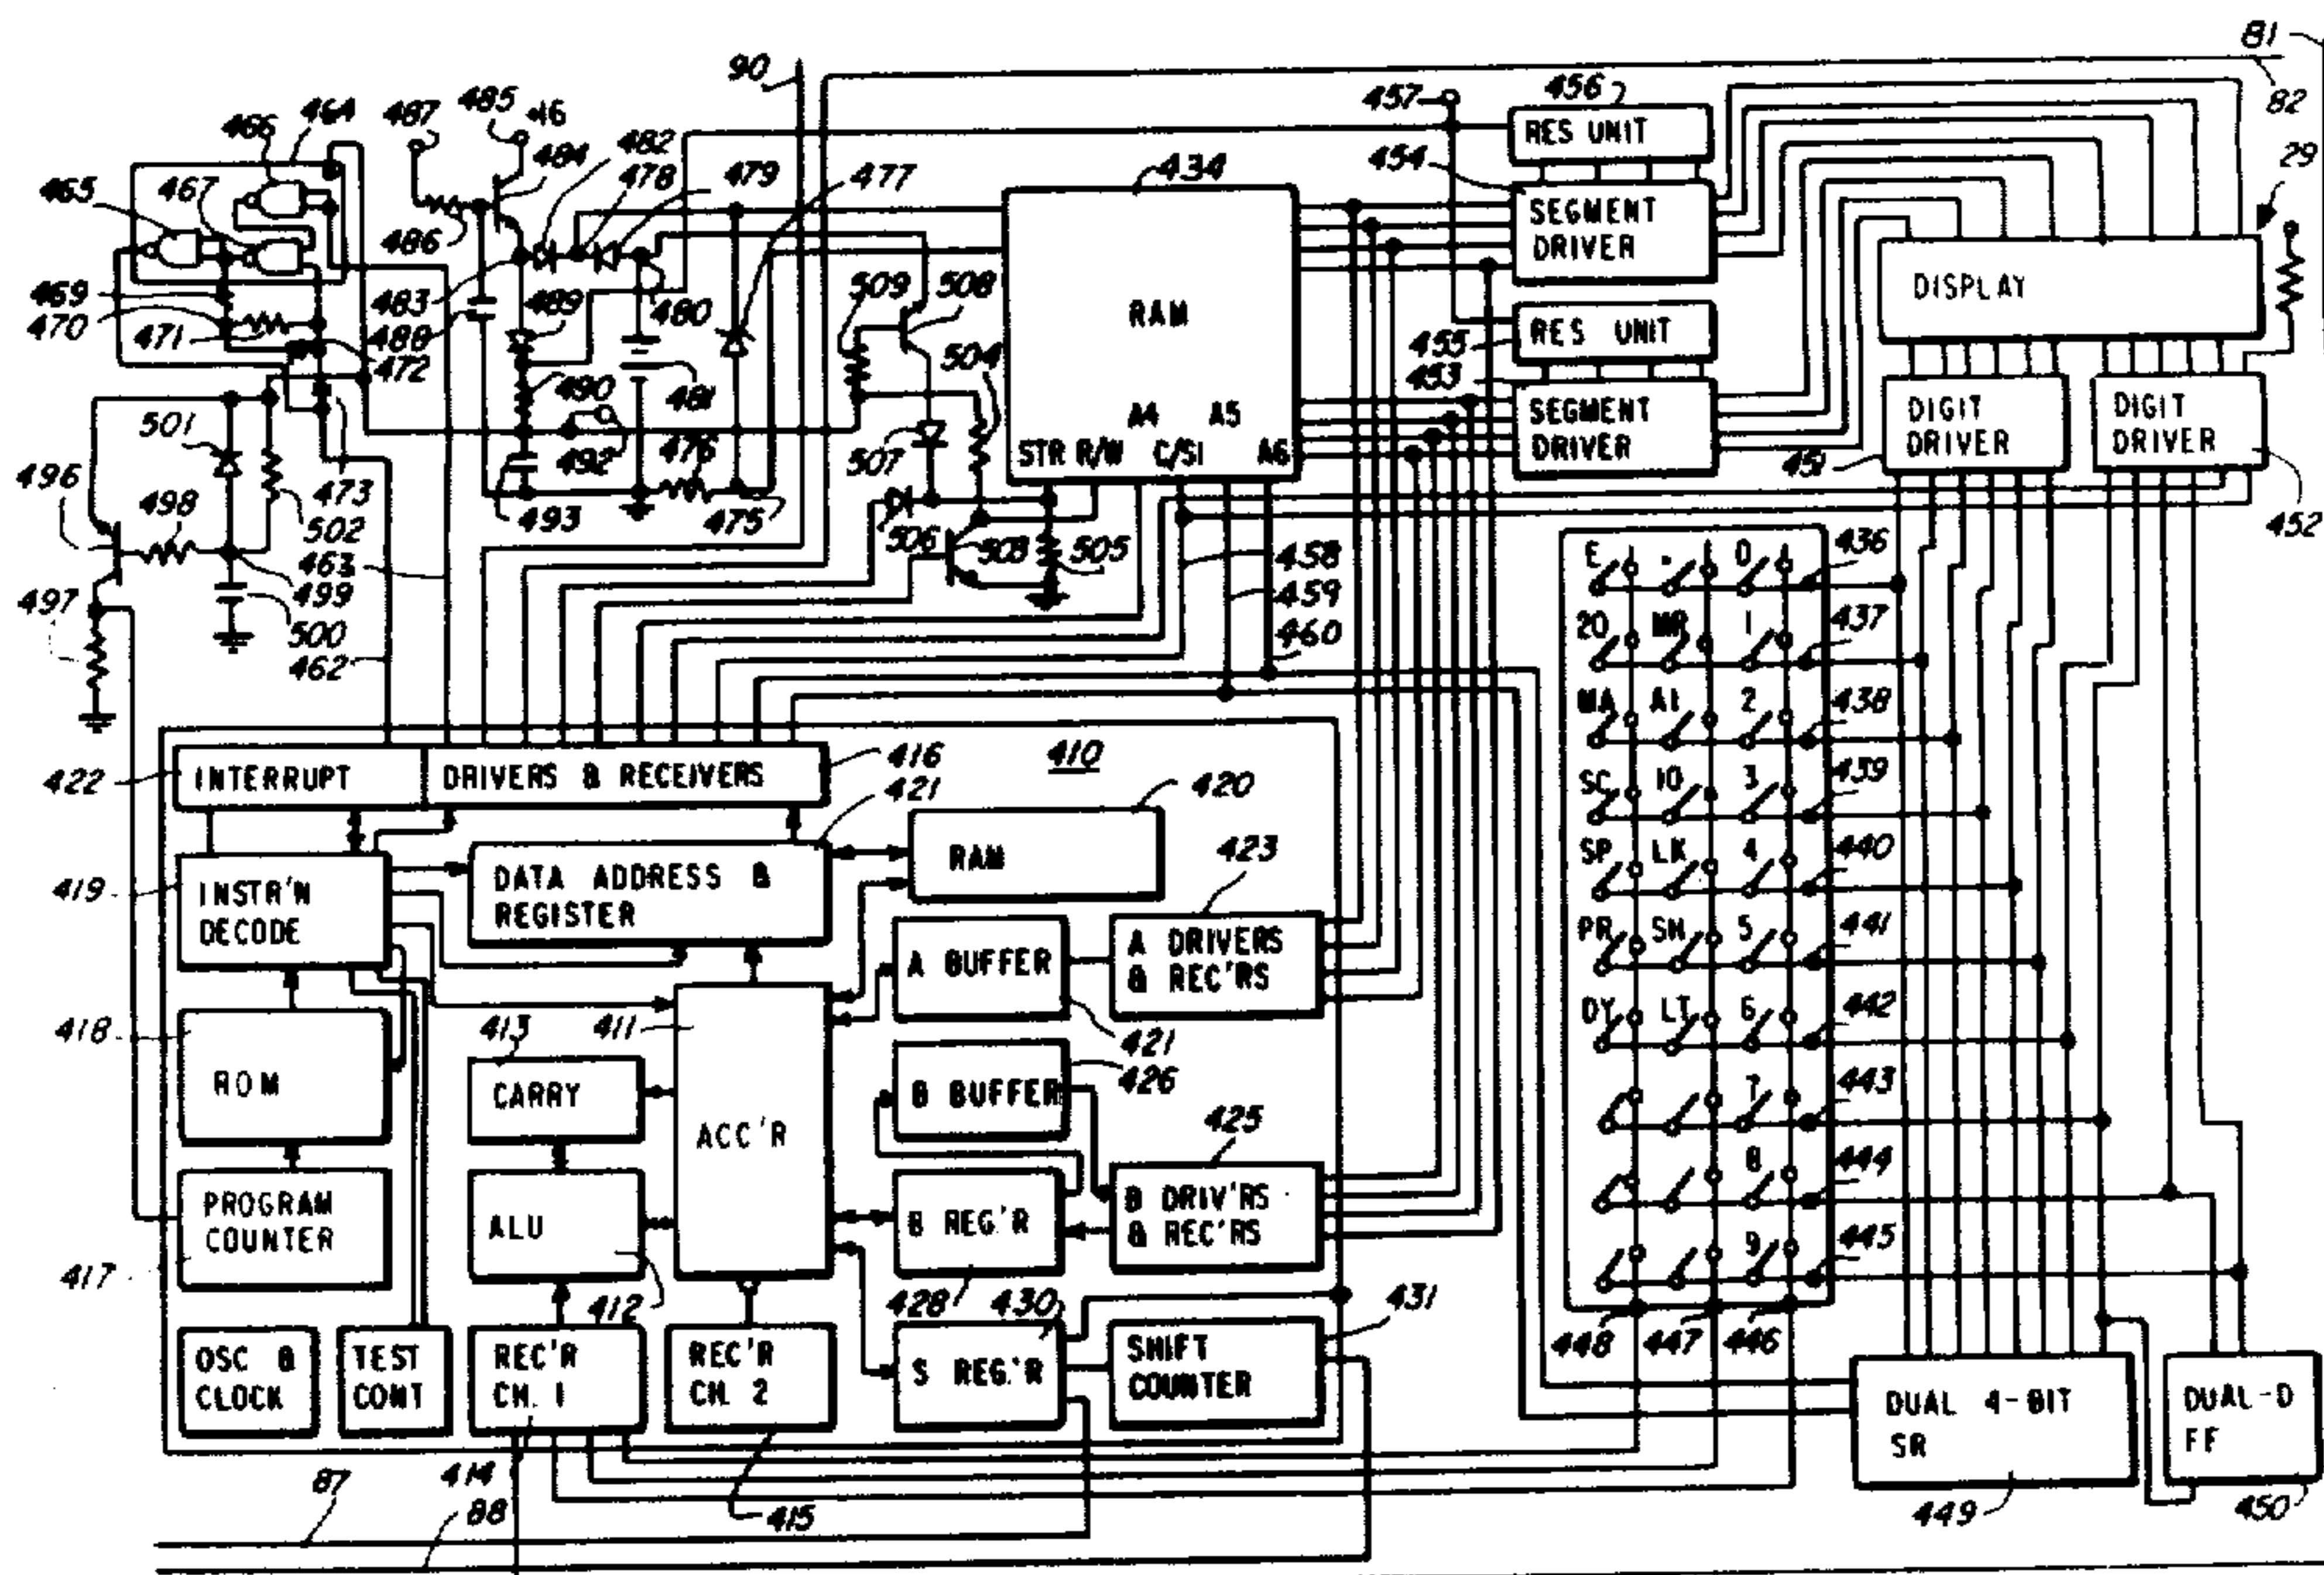 81
90
82
456
457
464
466
485
+16
487
482
RES UNIT
454
484
478
479
477
434
29
465
467
SEGMENT
DRIVER
486
DISPLAY
483
489
480
509
508
RAM
469
470
471
488
RES UNIT
455
472
490
481
504
453
A4
A5
DIGIT
DRIVER
DIGIT
DRIVER
501
SEGMENT
DRIVER
STR R/W
C/SI
A6
492
476
507
451
496
498
473
502
493
475
452
463
506
503
505
458
E
.
0
436
499
459
497
500
460
20
MR
1
437
462
MA
A1
2
438
410
422
INTERRUPT
DRIVERS & RECEIVERS
416
421
420
SC
10
3
439
RAM
423
SP
LK
4
440
419
INSTR'N
DECODE
DATA ADDRESS &
REGISTER
PR
SH
5
441
A BUFFER
A DRIVERS
& REC'RS
DY
LT
6
442
418
413
411
421
ROM
CARRY
426
B BUFFER
7
443
ACC'R
425
8
444
PROGRAM
COUNTER
ALU
B REG'R
B DRIV'RS
& REC'RS
9
445
417
412
428
430
431
448
447
446
OSC &
CLOCK
TEST
CONT
REC'R
CH. 1
REC'R
CH. 2
S REG'R
SHIFT
COUNTER
DUAL 4-BIT
SR
DUAL-D
FF
414
87
88
415
449
450